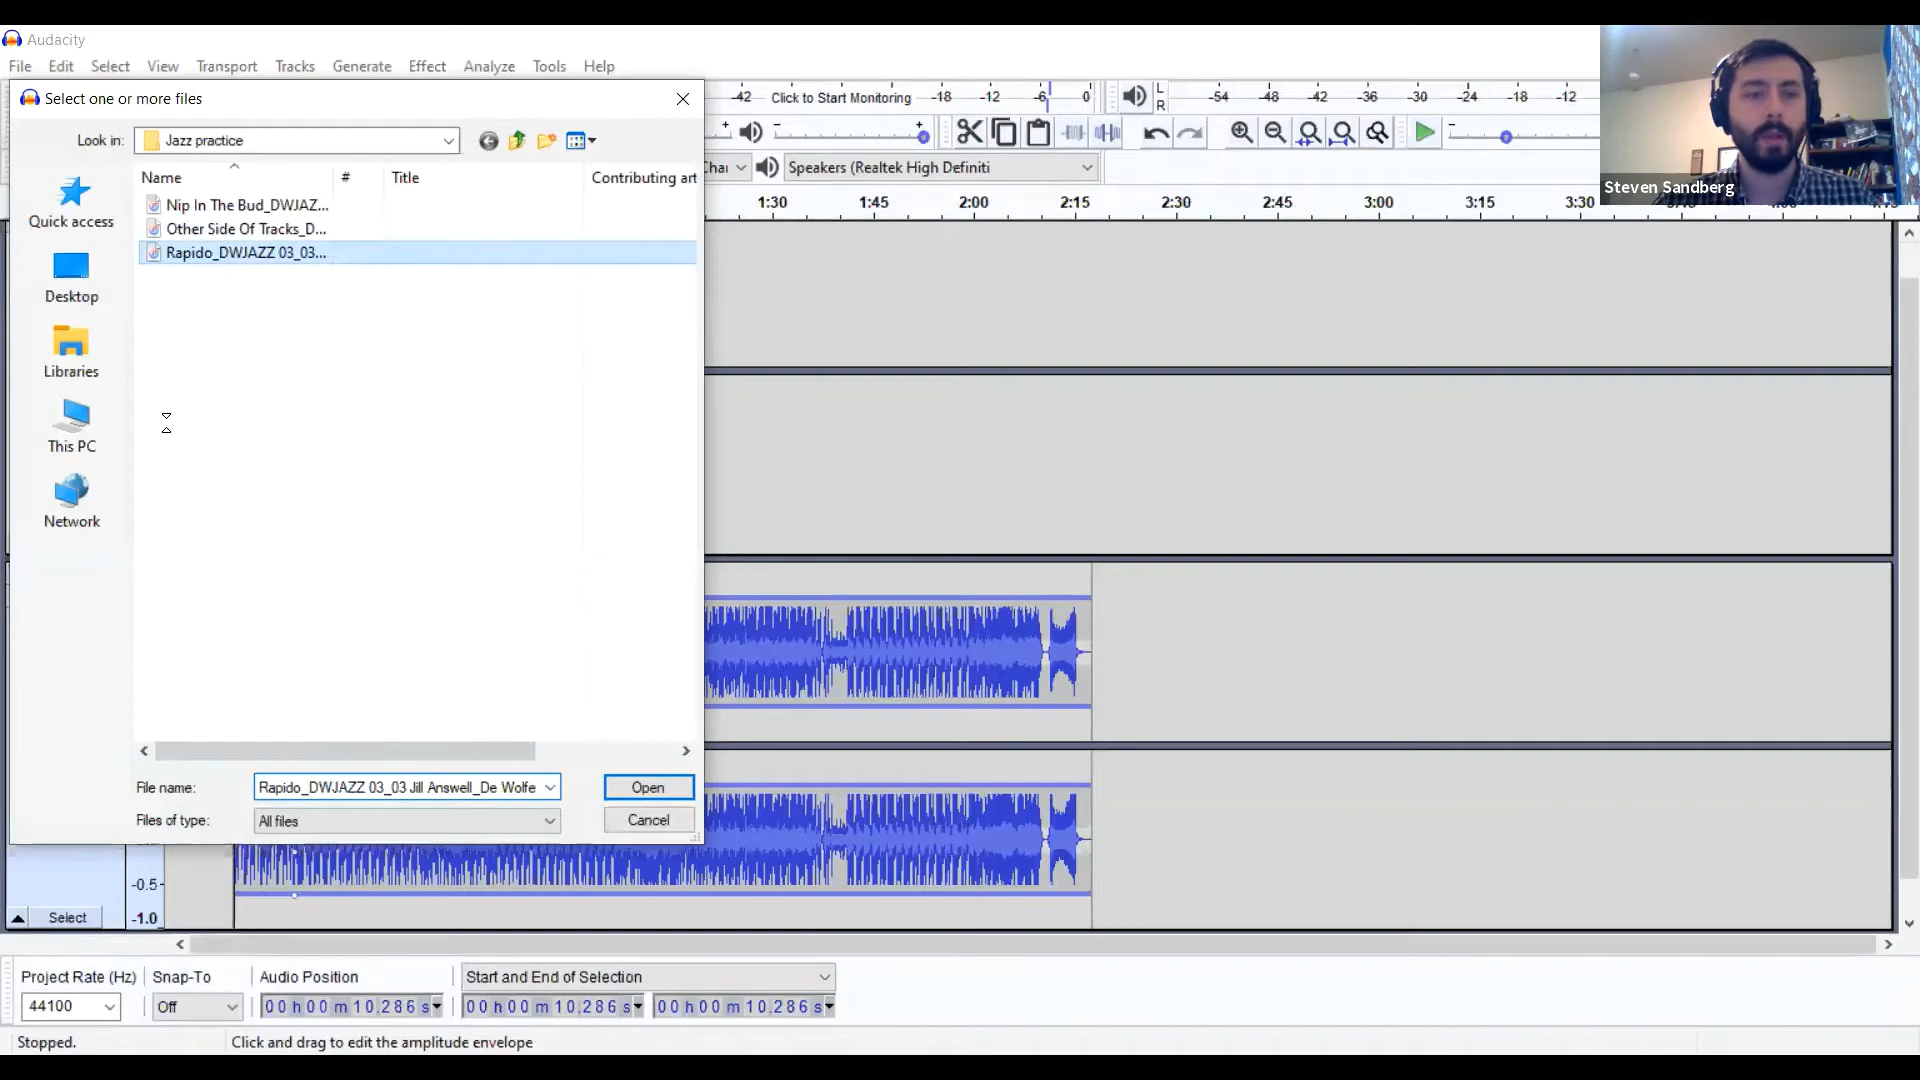 Audacity
File Edit Select View Transport Tracks Generate Effect Analyze Tools Help
Select one or more files
-42 Click to Start Monitoring -18 -12 -6 0
L
R
-54 -48 -42 -36 -30 -24 -18 -12
Look in: Jazz practice
Name # Title Contributing art
Speakers (Realtek High Definiti
Steven Sandberg
1:30 1:45 2:00 2:15 2:30 2:45 3:00 3:15 3:30
Nip In The Bud_DWJAZ...
Other Side Of Tracks_D...
Rapido_DWJAZZ 03_03...
Quick access
Desktop
Libraries
This PC
Network
File name: Rapido_DWJAZZ 03_03 Jill Answell_De Wolfe Open
Files of type: All files Cancel
-0.5
Select -1.0
Project Rate (Hz) Snap-To Audio Position Start and End of Selection
44100 Off 00 h 00 m 10.286 s 00 h 00 m 10.286 s 00 h 00 m 10.286 s
Stopped. Click and drag to edit the amplitude envelope